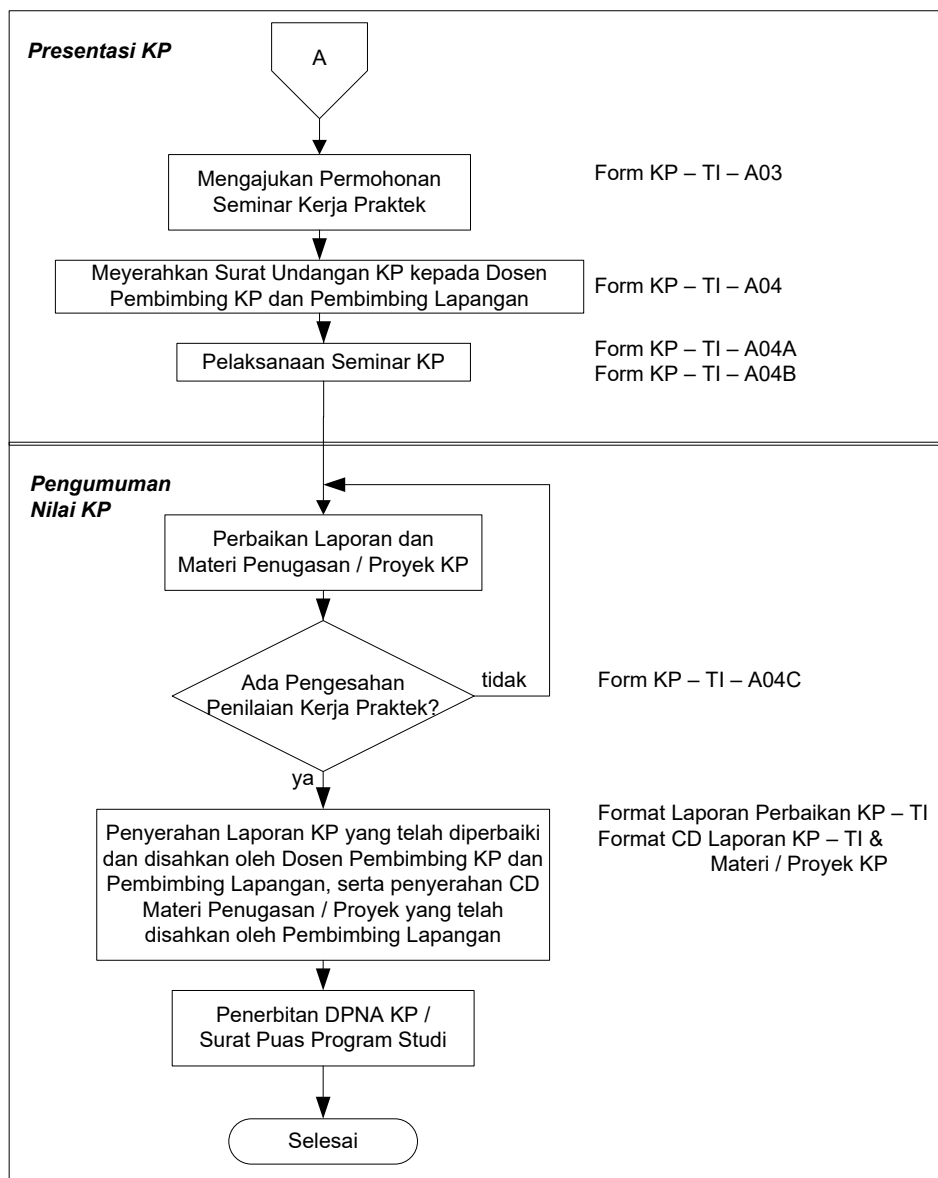 Presentasi KP
A
Mengajukan Permohonan
Seminar Kerja Praktek
Form KP – TI – A03
Meyerahkan Surat Undangan KP kepada Dosen
Pembimbing KP dan Pembimbing Lapangan
Form KP – TI – A04
Pelaksanaan Seminar KP
Form KP – TI – A04A
Form KP – TI – A04B
Pengumuman
Nilai KP
Perbaikan Laporan dan
Materi Penugasan / Proyek KP
Ada Pengesahan
Penilaian Kerja Praktek?
tidak
Form KP – TI – A04C
ya
Penyerahan Laporan KP yang telah diperbaiki
dan disahkan oleh Dosen Pembimbing KP dan
Pembimbing Lapangan, serta penyerahan CD
Materi Penugasan / Proyek yang telah
disahkan oleh Pembimbing Lapangan
Format Laporan Perbaikan KP – TI
Format CD Laporan KP – TI &
Materi / Proyek KP
Penerbitan DPNA KP /
Surat Puas Program Studi
Selesai